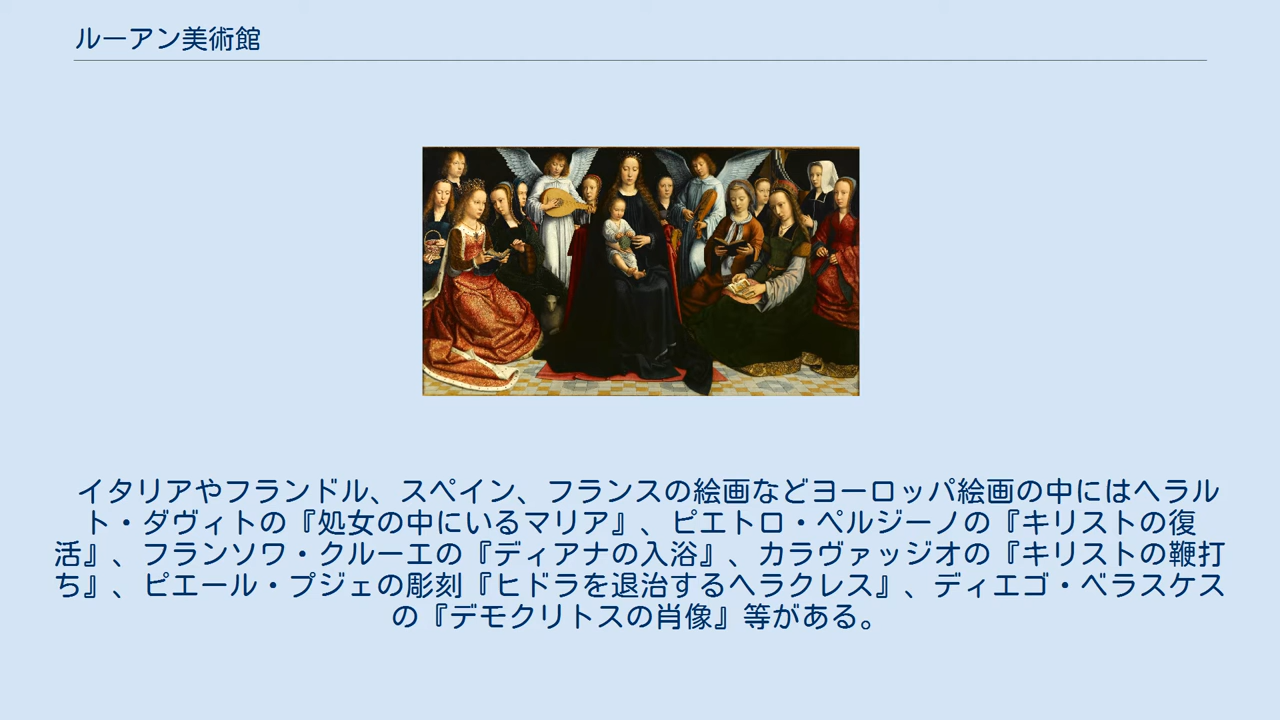 ルーアン美術館
イタリアやフランドル、スペイン、フランスの絵画などヨーロッパ絵画の中にはヘラル
ト・ダヴィトの『処女の中にいるマリア』、ピエトロ・ペルジーノの『キリストの復
活』、フランソワ・クルーエの『ディアナの入浴』、カラヴァッジオの『キリストの鞭打
ち』、ピエール・プジェの彫刻『ヒドラを退治するヘラクレス』、ディエゴ・ベラスケス
の『デモクリトスの肖像』等がある。